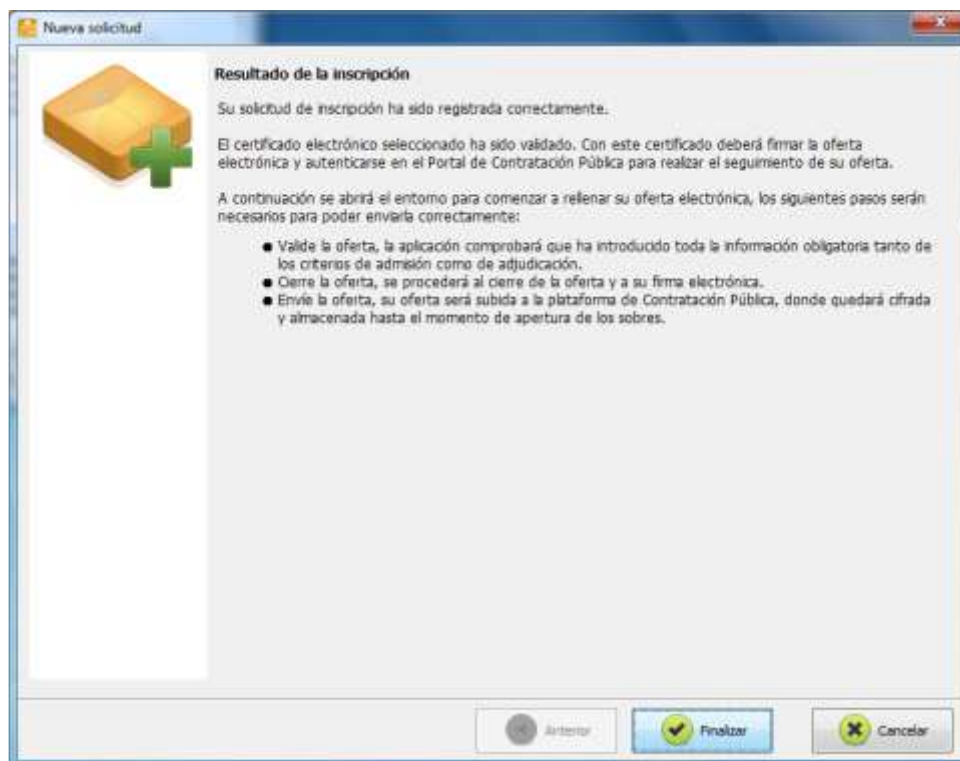 Nueva solicitud
Resultado de la inscripción
Su solicitud de inscripción ha sido registrada correctamente.
El certificado electrónico seleccionado ha sido validado. Con este certificado deberá firmar la oferta
electrónica y autenticarse en el Portal de Contratación Pública para realizar el seguimiento de su oferta.
A continuación se abrirá el entorno para comenzar a rellenar su oferta electrónica, los siguientes pasos serán
necesarios para poder enviarla correctamente:
● Valide la oferta, la aplicación comprobará que ha introducido toda la información obligatoria tanto de
los criterios de admisión como de adjudicación.
● Cierre la oferta, se procederá al cierre de la oferta y a su firma electrónica.
● Envíe la oferta, su oferta será subida a la plataforma de Contratación Pública, donde quedará cifrada
y almacenada hasta el momento de apertura de los sobres.
Anterior
Finalizar
Cancelar